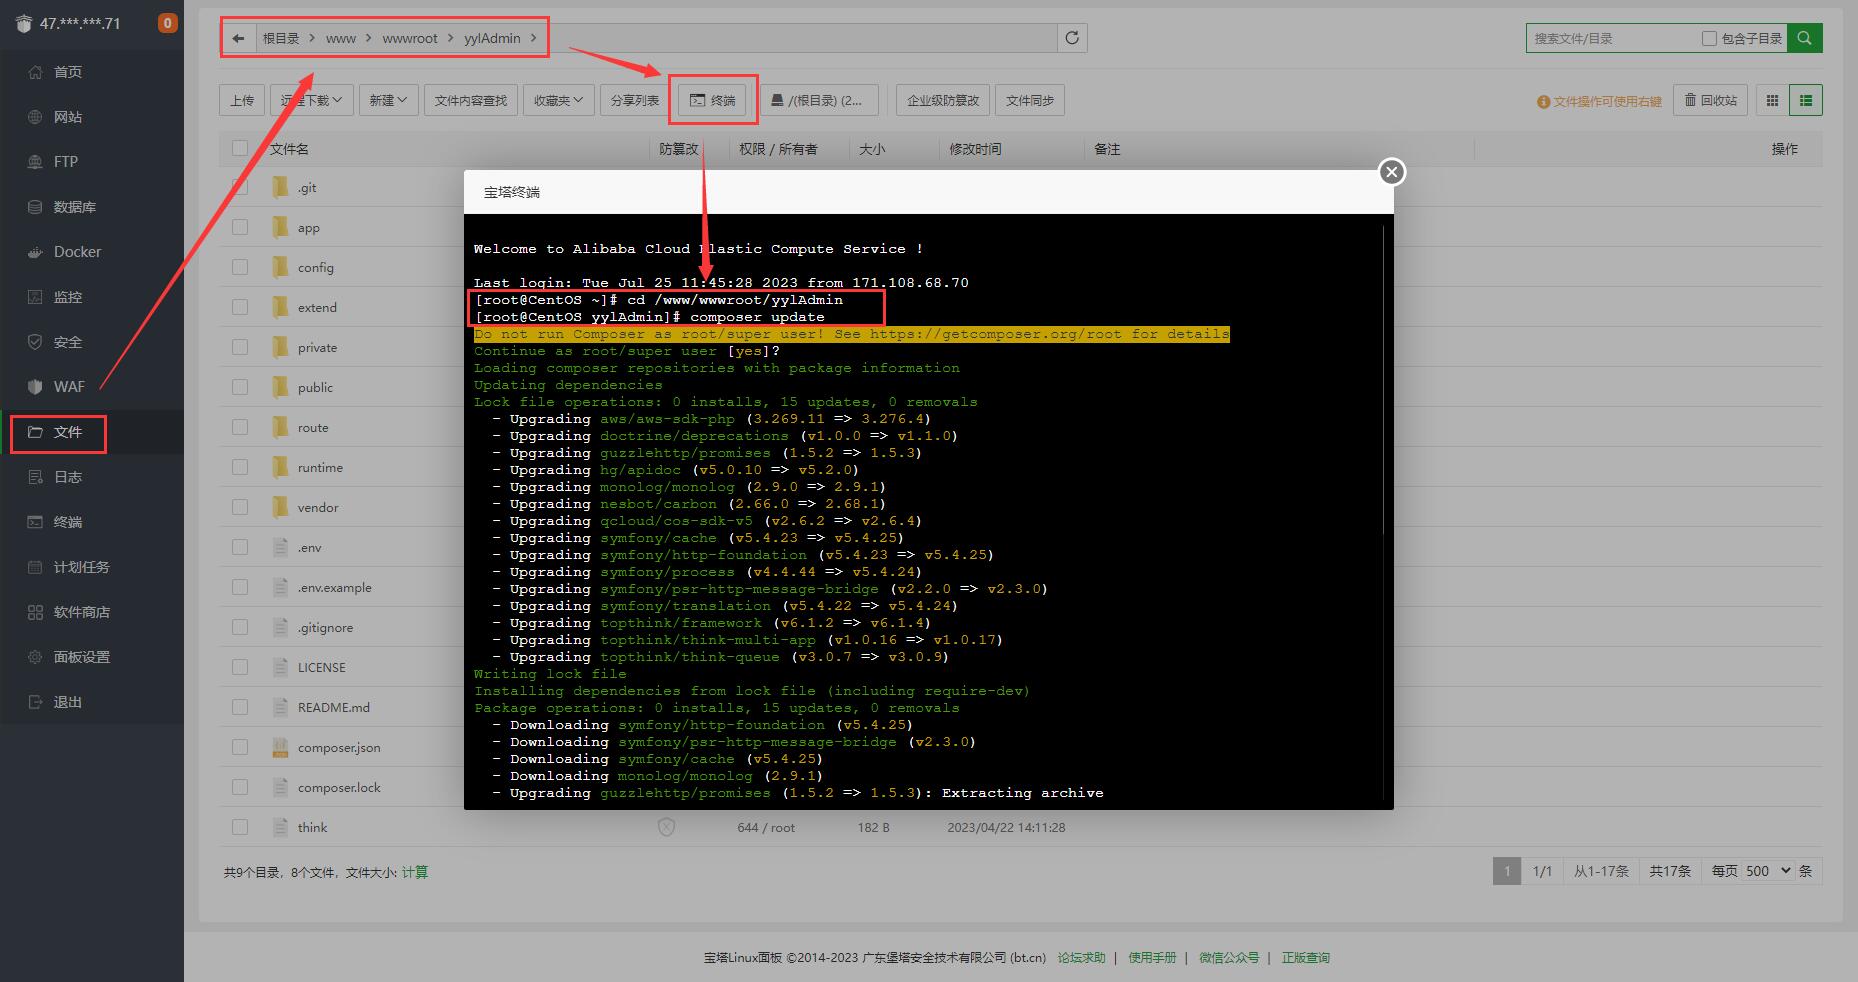 47.***.***.71
0
首页
网站
FTP
数据库
Docker
监控
安全
WAF
文件
日志
终端
计划任务
软件商店
面板设置
退出
根目录 > www > wwwroot > yylAdmin >
搜索文件/目录 包含子目录
上传 远程下载 新建 文件内容查找 收藏夹 分享列表 终端 /(根目录) (2... 企业级防篡改 文件同步 文件操作可使用右键 回收站
文件名 防篡改 权限 / 所有者 大小 修改时间 备注 操作
.git
app
config
extend
private
public
route
runtime
vendor
.env
.env.example
.gitignore
LICENSE
README.md
composer.json
composer.lock
think 644 / root 182 B 2023/04/22 14:11:28
宝塔终端
Welcome to Alibaba Cloud Elastic Compute Service !
Last login: Tue Jul 25 11:45:28 2023 from 171.108.68.70
[root@CentOS ~]# cd /www/wwwroot/yylAdmin
[root@CentOS yylAdmin]# composer update
Do not run Composer as root/super user! See https://getcomposer.org/root for details
Continue as root/super user [yes]?
Loading composer repositories with package information
Updating dependencies
Lock file operations: 0 installs, 15 updates, 0 removals
- Upgrading aws/aws-sdk-php (3.269.11 => 3.276.4)
- Upgrading doctrine/deprecations (v1.0.0 => v1.1.0)
- Upgrading guzzlehttp/promises (1.5.2 => 1.5.3)
- Upgrading hg/apidoc (v5.0.10 => v5.2.0)
- Upgrading monolog/monolog (2.9.0 => 2.9.1)
- Upgrading nesbot/carbon (2.66.0 => 2.68.1)
- Upgrading qcloud/cos-sdk-v5 (v2.6.2 => v2.6.4)
- Upgrading symfony/cache (v5.4.23 => v5.4.25)
- Upgrading symfony/http-foundation (v5.4.23 => v5.4.25)
- Upgrading symfony/process (v4.4.44 => v5.4.24)
- Upgrading symfony/psr-http-message-bridge (v2.2.0 => v2.3.0)
- Upgrading symfony/translation (v5.4.22 => v5.4.24)
- Upgrading topthink/framework (v6.1.2 => v6.1.4)
- Upgrading topthink/think-multi-app (v1.0.16 => v1.0.17)
- Upgrading topthink/think-queue (v3.0.7 => v3.0.9)
Writing lock file
Installing dependencies from lock file (including require-dev)
Package operations: 0 installs, 15 updates, 0 removals
- Downloading symfony/http-foundation (v5.4.25)
- Downloading symfony/psr-http-message-bridge (v2.3.0)
- Downloading symfony/cache (v5.4.25)
- Downloading monolog/monolog (2.9.1)
- Upgrading guzzlehttp/promises (1.5.2 => 1.5.3): Extracting archive
共9个目录，8个文件，文件大小: 计算
1 1/1 从1-17条 共17条 每页 500 条
宝塔Linux面板 ©2014-2023 广东堡塔安全技术有限公司 (bt.cn) 论坛求助 | 使用手册 | 微信公众号 | 正版查询